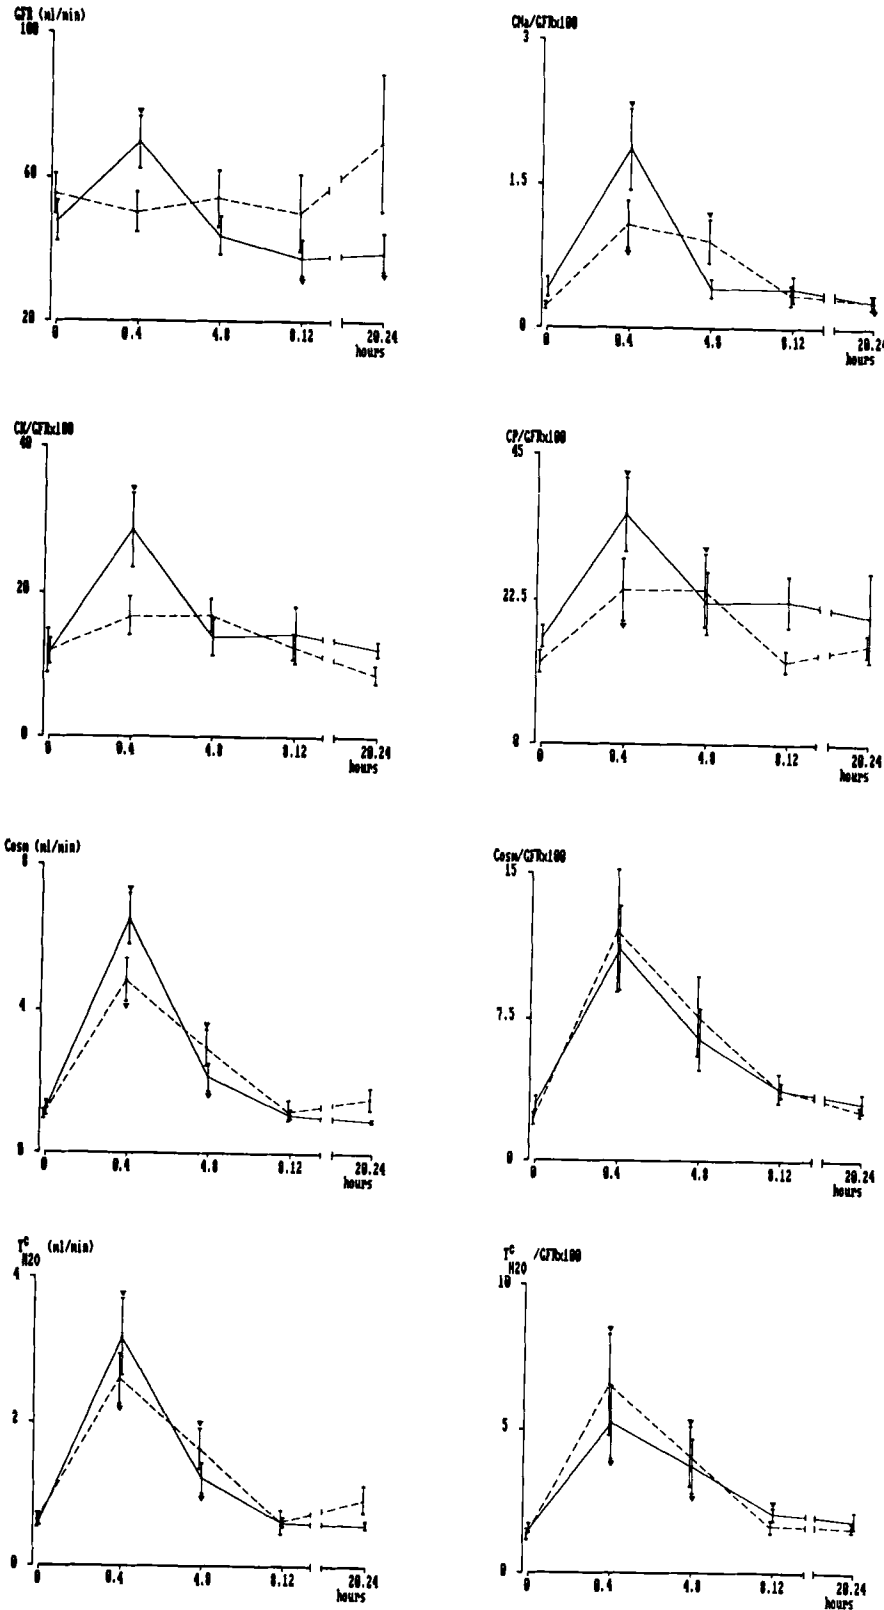 GFR (ml/min)
100
60
20
0 0.4 4.8 8.12 20.24
hours
CNa/GFRx100
3
1.5
0
0 0.4 4.8 8.12 20.24
hours
CK/GFRx100
40
20
0
0 0.4 4.8 8.12 20.24
hours
CP/GFRx100
45
22.5
0
0 0.4 4.8 8.12 20.24
hours
Cosm (ml/min)
8
4
0
0 0.4 4.8 8.12 20.24
hours
Cosm/GFRx100
15
7.5
0
0 0.4 4.8 8.12 20.24
hours
T^C_H2O (ml/min)
4
2
0
0 0.4 4.8 8.12 20.24
hours
T^C_H2O /GFRx100
10
5
0
0 0.4 4.8 8.12 20.24
hours